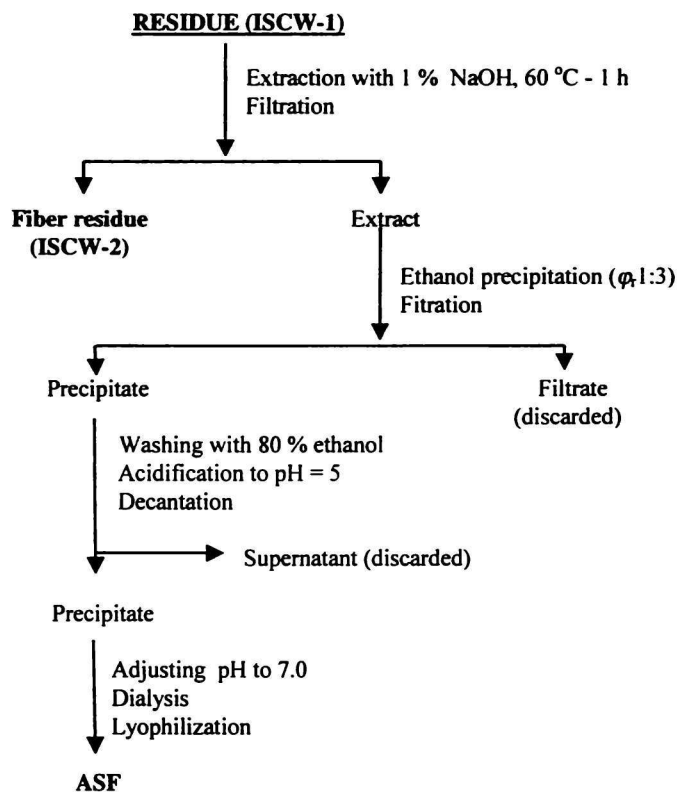 RESIDUE (ISCW-1)
Extraction with 1 % NaOH, 60 °C - 1 h
Filtration
Fiber residue
(ISCW-2)
Extract
Ethanol precipitation (φr1:3)
Fitration
Precipitate
Filtrate
(discarded)
Washing with 80 % ethanol
Acidification to pH = 5
Decantation
Supernatant (discarded)
Precipitate
Adjusting pH to 7.0
Dialysis
Lyophilization
ASF